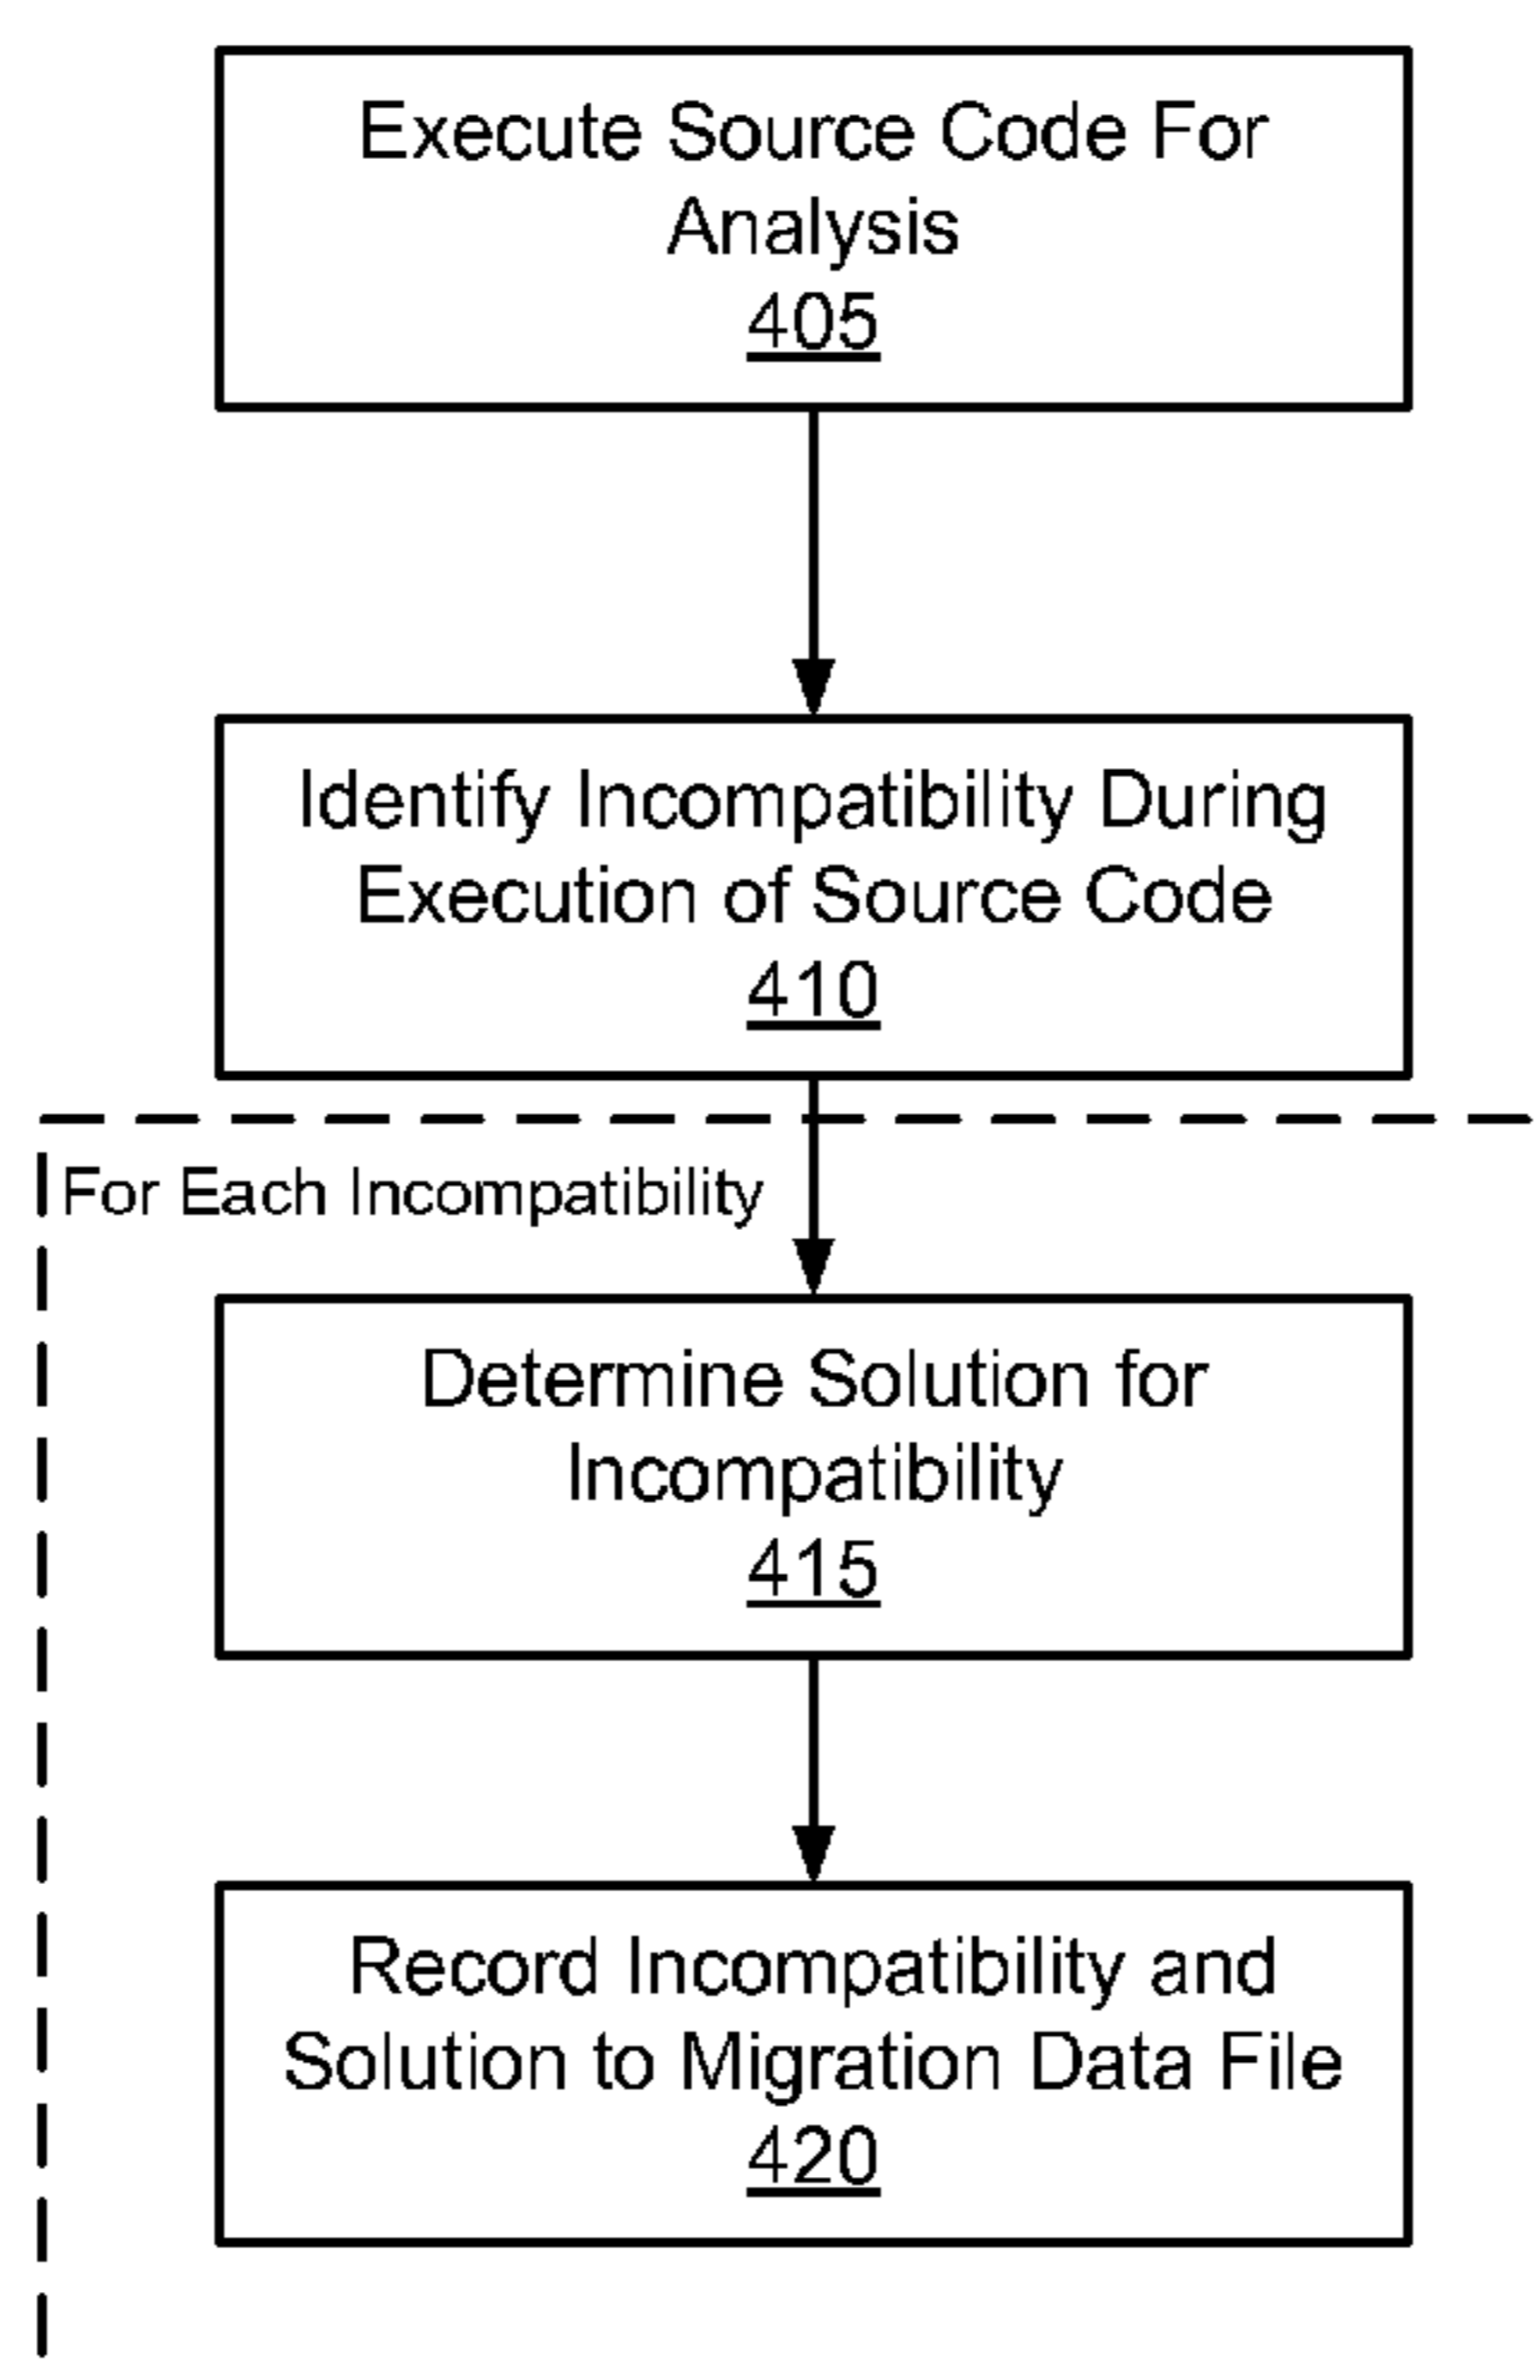 Execute Source Code For
Analysis
405
Identify Incompatibility During
Execution of Source Code
410
For Each Incompatibility
Determine Solution for
Incompatibility
415
Record Incompatibility and
Solution to Migration Data File
420